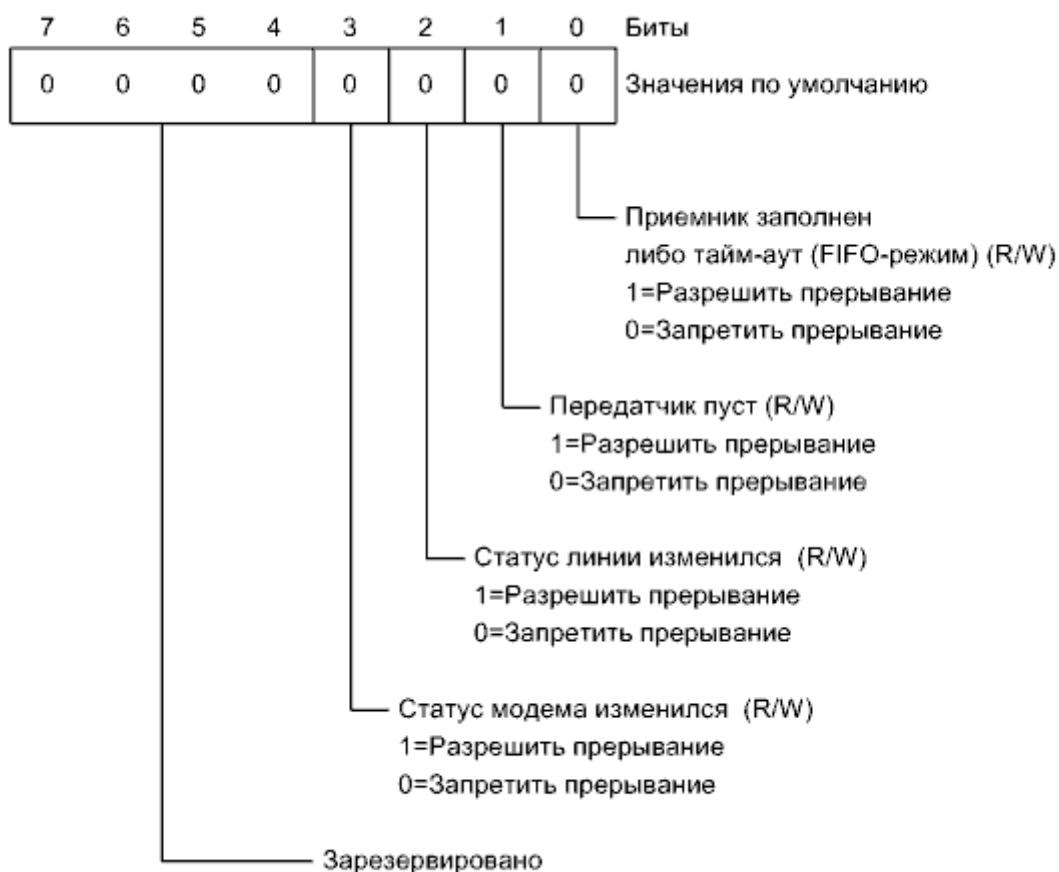 7 6 5 4 3 2 1 0 Биты
0 0 0 0 0 0 0 0 Значения по умолчанию
Приемник заполнен
либо тайм-аут (FIFO-режим) (R/W)
1=Разрешить прерывание
0=Запретить прерывание
Передатчик пуст (R/W)
1=Разрешить прерывание
0=Запретить прерывание
Статус линии изменился (R/W)
1=Разрешить прерывание
0=Запретить прерывание
Статус модема изменился (R/W)
1=Разрешить прерывание
0=Запретить прерывание
Зарезервировано